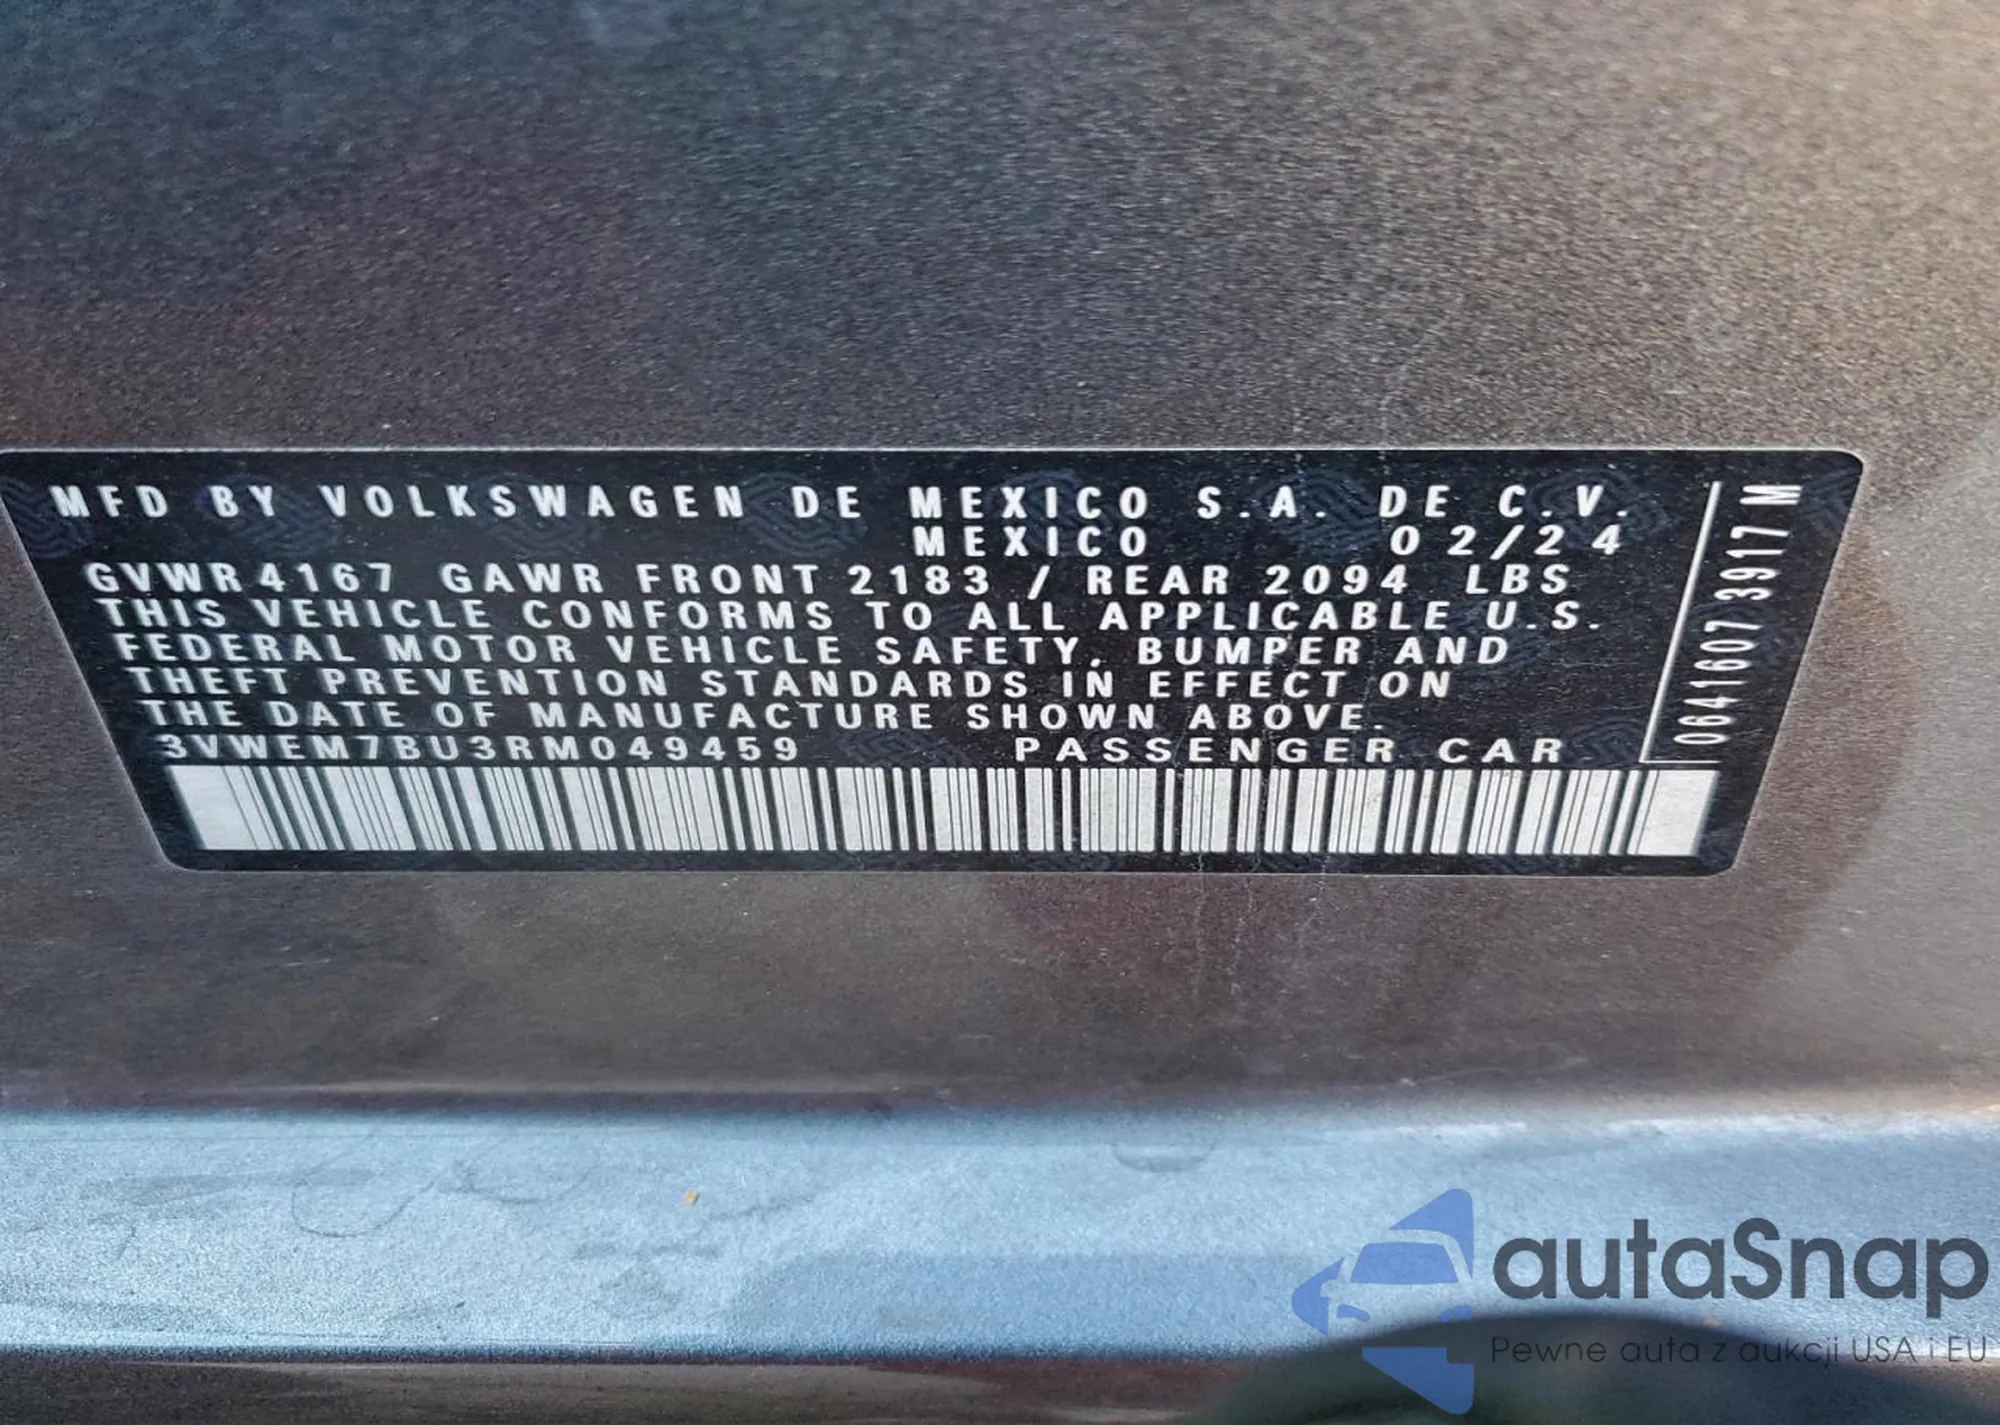 MFD BY VOLKSWAGEN DE MEXICO S.A. DE C.V.
MEXICO 02/24
GVWR 4167 GAWR FRONT 2183 / REAR 2094 LBS
THIS VEHICLE CONFORMS TO ALL APPLICABLE U.S.
FEDERAL MOTOR VEHICLE SAFETY, BUMPER AND
THEFT PREVENTION STANDARDS IN EFFECT ON
THE DATE OF MANUFACTURE SHOWN ABOVE.
3VWEM7BU3RM049459 PASSENGER CAR
0641607 3917 M
autaSnap
Pewne auta z aukcji USA i EU